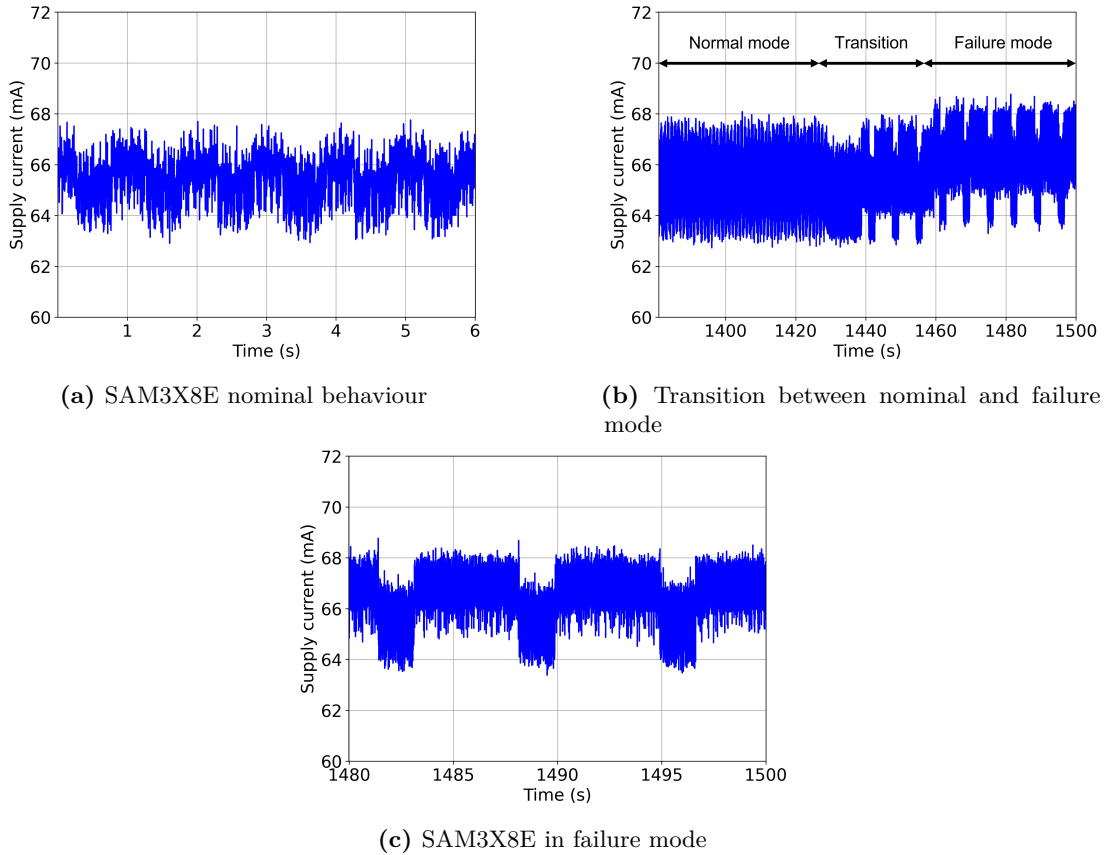 72
70
68
66
64
62
60
Supply current (mA)
1 2 3 4 5 6
Time (s)
(a) SAM3X8E nominal behaviour
72
70
68
66
64
62
60
Supply current (mA)
Normal mode Transition Failure mode
1400 1420 1440 1460 1480 1500
Time (s)
(b) Transition between nominal and failure
mode
72
70
68
66
64
62
60
Supply current (mA)
1480 1485 1490 1495 1500
Time (s)
(c) SAM3X8E in failure mode